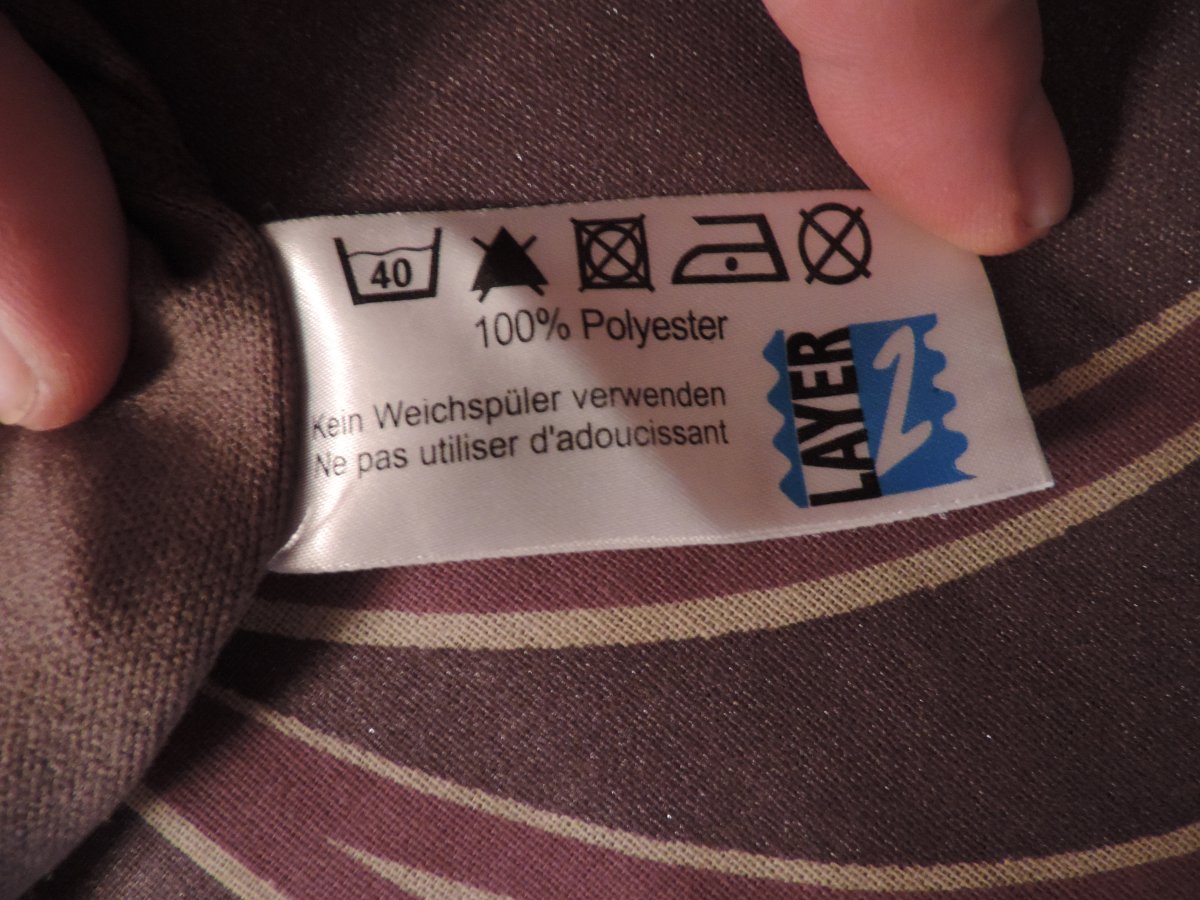 40
100% Polyester
Kein Weichspüler verwenden
Ne pas utiliser d'adoucissant
LAYER 2